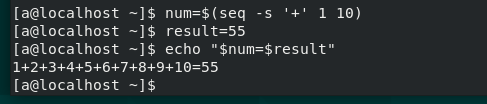 [a@localhost ~]$ num=$(seq -s '+' 1 10)
[a@localhost ~]$ result=55
[a@localhost ~]$ echo "$num=$result"
1+2+3+4+5+6+7+8+9+10=55
[a@localhost ~]$